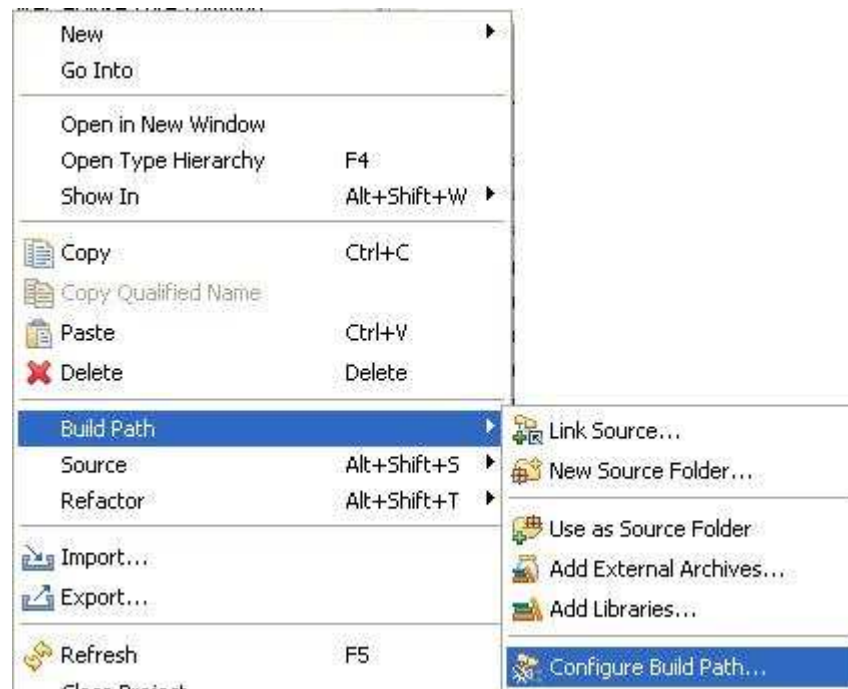 New
Go Into
Open in New Window
Open Type Hierarchy F4
Show In Alt+Shift+W
Copy Ctrl+C
Copy Qualified Name
Paste Ctrl+V
Delete Delete
Build Path
Source Alt+Shift+S
Refactor Alt+Shift+T
Import...
Export...
Refresh F5
Close Project
Link Source...
New Source Folder...
Use as Source Folder
Add External Archives...
Add Libraries...
Configure Build Path...